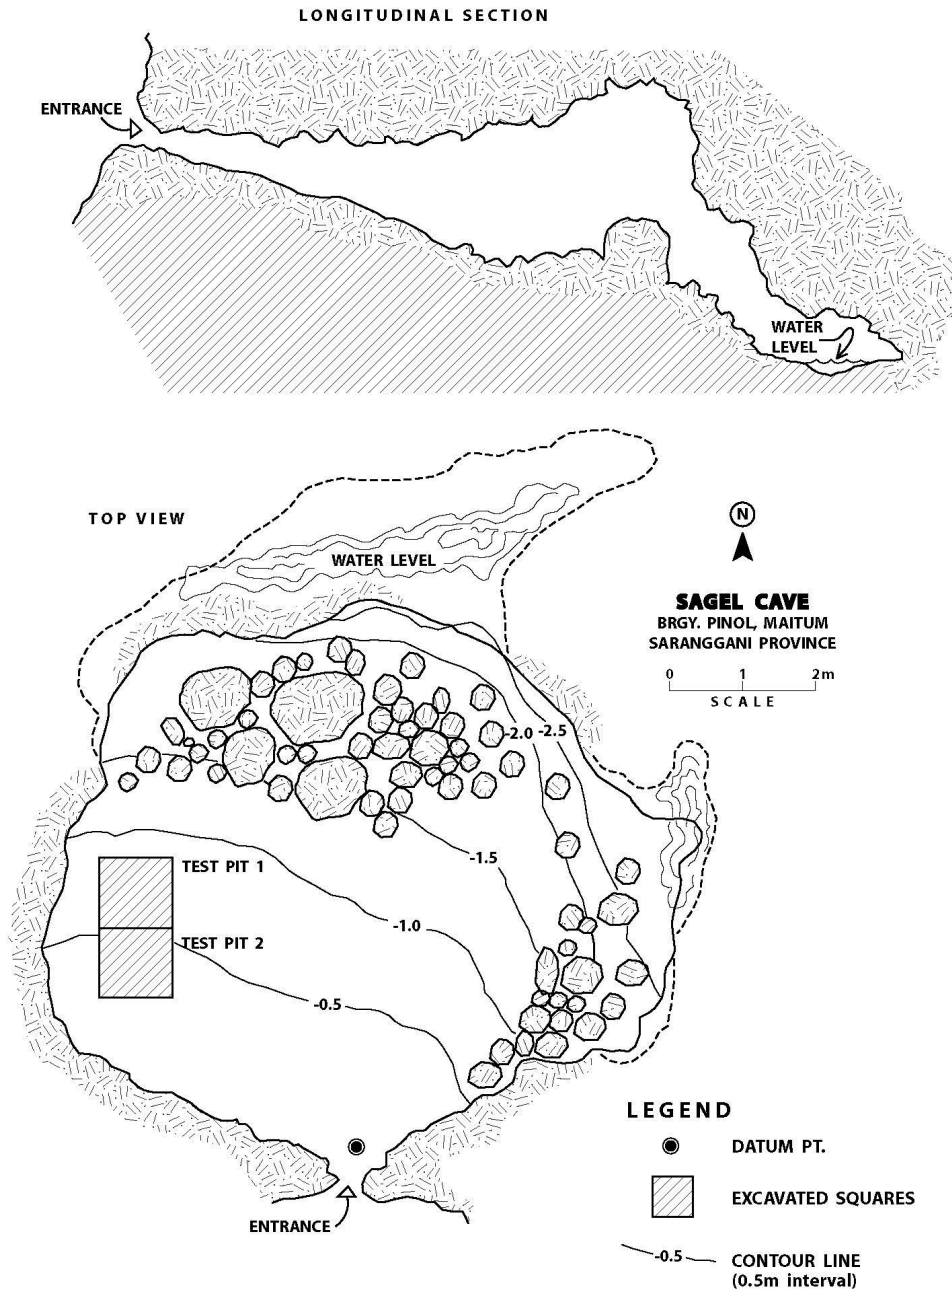 LONGITUDINAL SECTION
ENTRANCE
WATER
LEVEL
TOP VIEW
WATER LEVEL
N
SAGEL CAVE
BRGY. PINOL, MAITUM
SARANGGANI PROVINCE
0 1 2m
SCALE
-2.0 -2.5
-1.5
TEST PIT 1
-1.0
TEST PIT 2
-0.5
ENTRANCE
LEGEND
DATUM PT.
EXCAVATED SQUARES
-0.5
CONTOUR LINE
(0.5m interval)